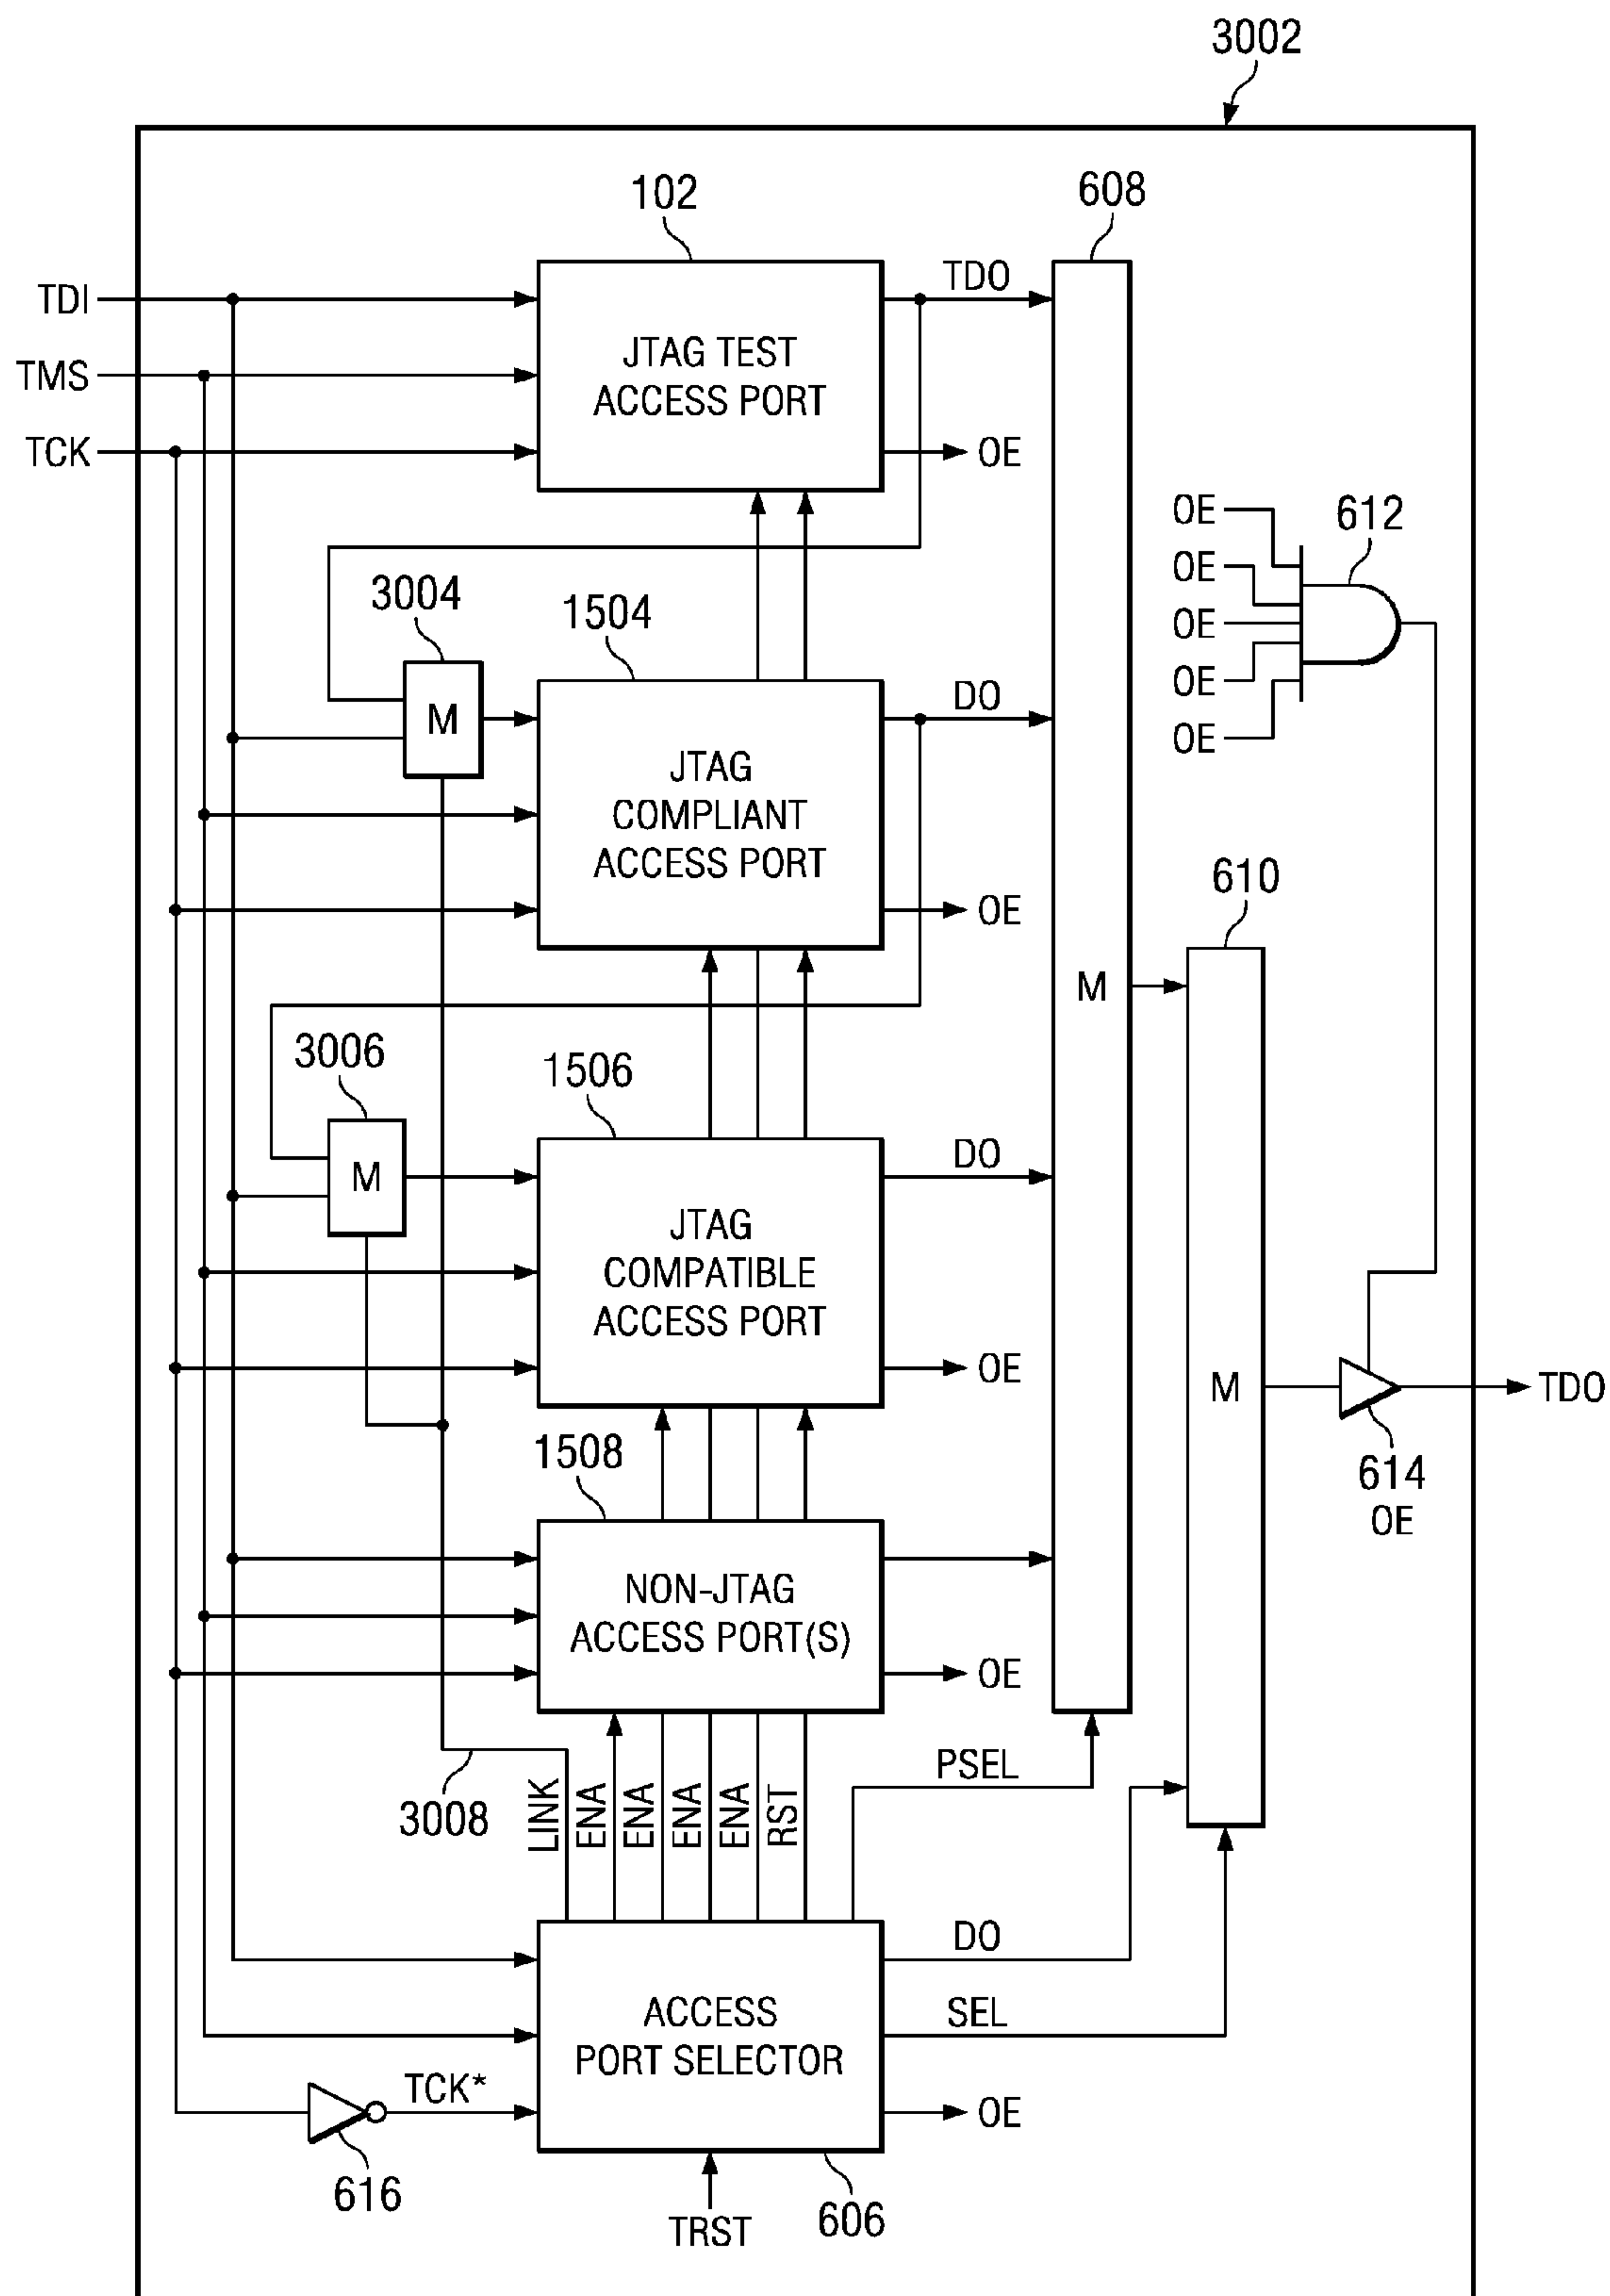 3002
102
608
TDI
TDO
JTAG TEST
ACCESS PORT
TMS
TCK
OE
OE
612
OE
OE
OE
OE
3004
1504
M
DO
JTAG
COMPLIANT
ACCESS PORT
610
OE
M
3006
1506
M
DO
JTAG
COMPATIBLE
ACCESS PORT
OE
M
TDO
1508
614
OE
NON-JTAG
ACCESS PORT(S)
OE
PSEL
3008
LINK
ENA
ENA
ENA
ENA
RST
DO
ACCESS
PORT SELECTOR
SEL
TCK*
OE
616
TRST
606